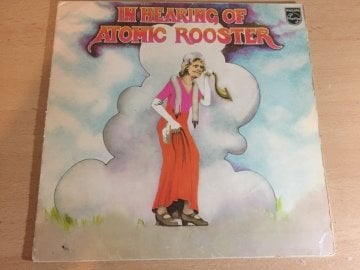 IN HEARING OF
ATOMIC ROOSTER
PHILIPS